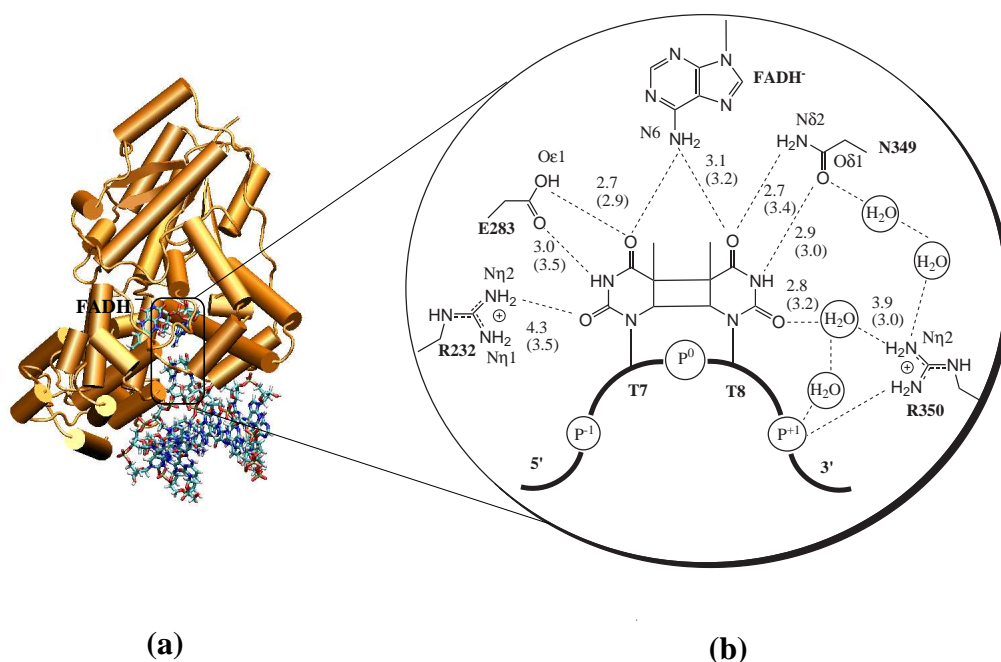 FADH⁻
N
N
N
N
FADH-
N6
NH2
Nδ2
H2N
N349
Oδ1
O
3.1
(3.2)
Oε1
OH
2.7
(2.9)
2.7
(3.4)
H2O
O
E283
2.9
(3.0)
3.0
(3.5)
O
O
H2O
HN
NH
2.8
(3.2)
Nη2
NH2
3.9
(3.0)
O
N
N
O
H2O
Nη2
H N
4.3
(3.5)
H2N
NH2
H2N
N H
R232
Nη1
P0
H2O
R350
T7
T8
P-1
P+1
5'
3'
(a)
(b)